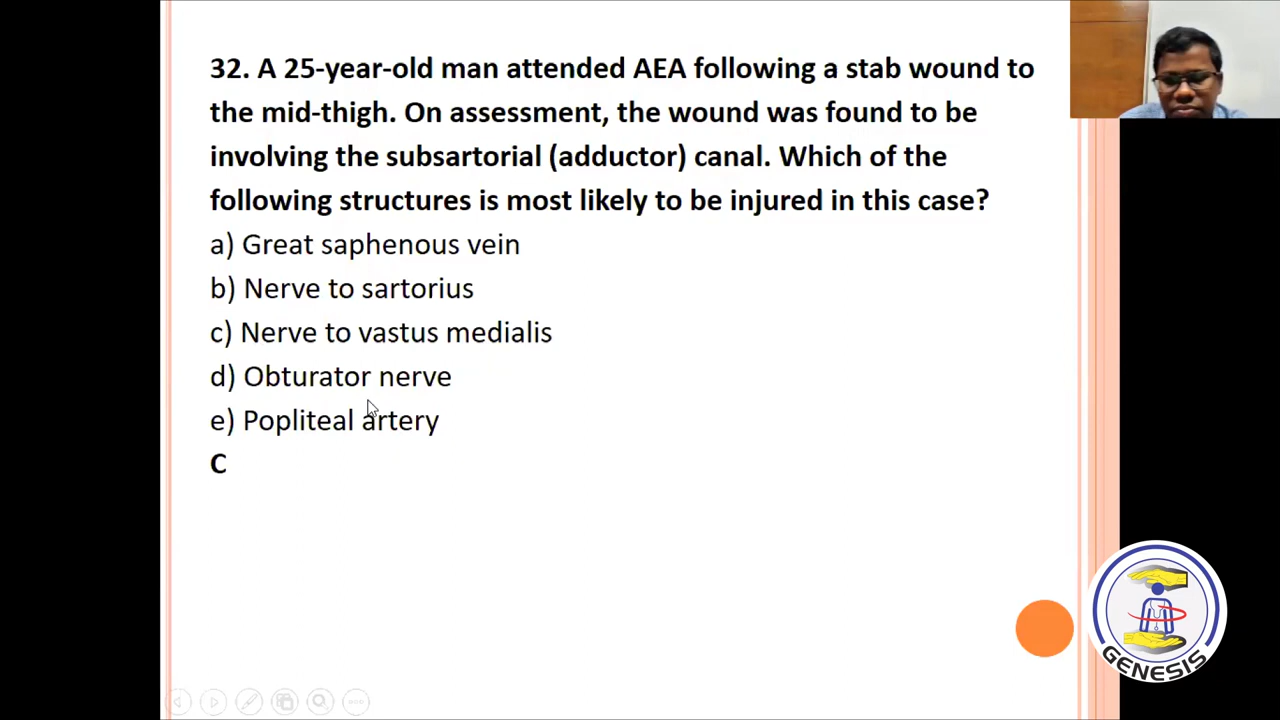 32. A 25-year-old man attended AEA following a stab wound to
the mid-thigh. On assessment, the wound was found to be
involving the subsartorial (adductor) canal. Which of the
following structures is most likely to be injured in this case?
a) Great saphenous vein
b) Nerve to sartorius
c) Nerve to vastus medialis
d) Obturator nerve
e) Popliteal artery
C
GENESIS